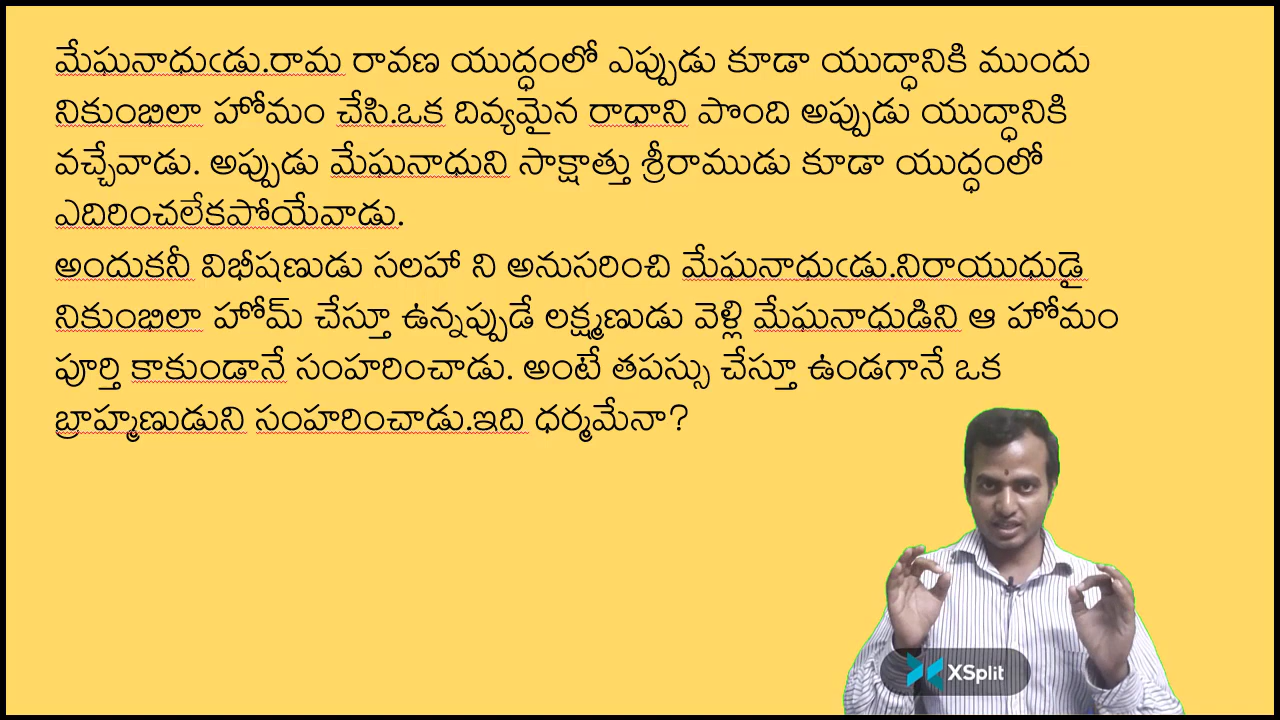 మేఘనాధుఁడు.రామ రావణ యుద్ధంలో ఎప్పుడు కూడా యుద్ధానికి ముందు
నికుంభిలా హోమం చేసి.ఒక దివ్యమైన రాధాని పొంది అప్పుడు యుద్ధానికి
వచ్చేవాడు. అప్పుడు మేఘనాధుని సాక్షాత్తు శ్రీరాముడు కూడా యుద్ధంలో
ఎదిరించలేకపోయేవాడు.
అందుకనీ విభీషణుడు సలహా ని అనుసరించి మేఘనాధుఁడు.నిరాయుధుడై
నికుంభిలా హోమ్ చేస్తూ ఉన్నప్పుడే లక్ష్మణుడు వెళ్లి మేఘనాధుడిని ఆ హోమం
పూర్తి కాకుండానే సంహరించాడు. అంటే తపస్సు చేస్తూ ఉండగానే ఒక
బ్రాహ్మణుడుని సంహరించాడు.ఇది ధర్మమేనా?
XSplit